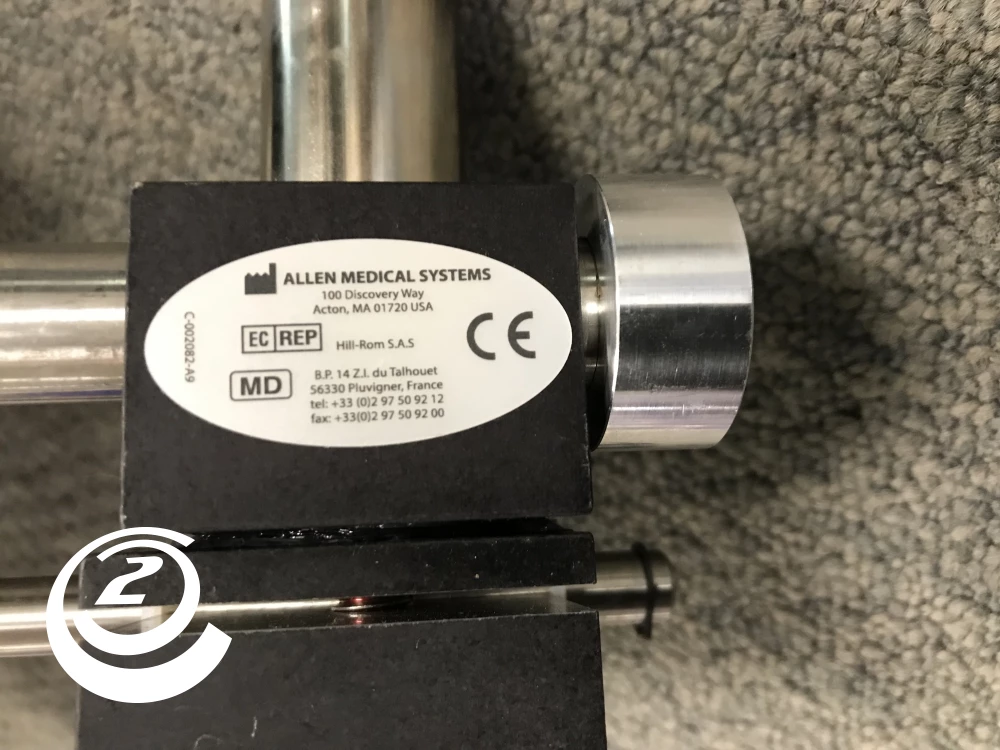 ALLEN MEDICAL SYSTEMS
100 Discovery Way
Acton, MA 01720 USA
EC REP Hill-Rom S.A.S
CE
MD
B.P. 14 Z.I. du Talhouet
56330 Pluvigner, France
tel: +33 (0)2 97 50 92 12
fax: +33(0)2 97 50 92 00
C-002082-A9
2